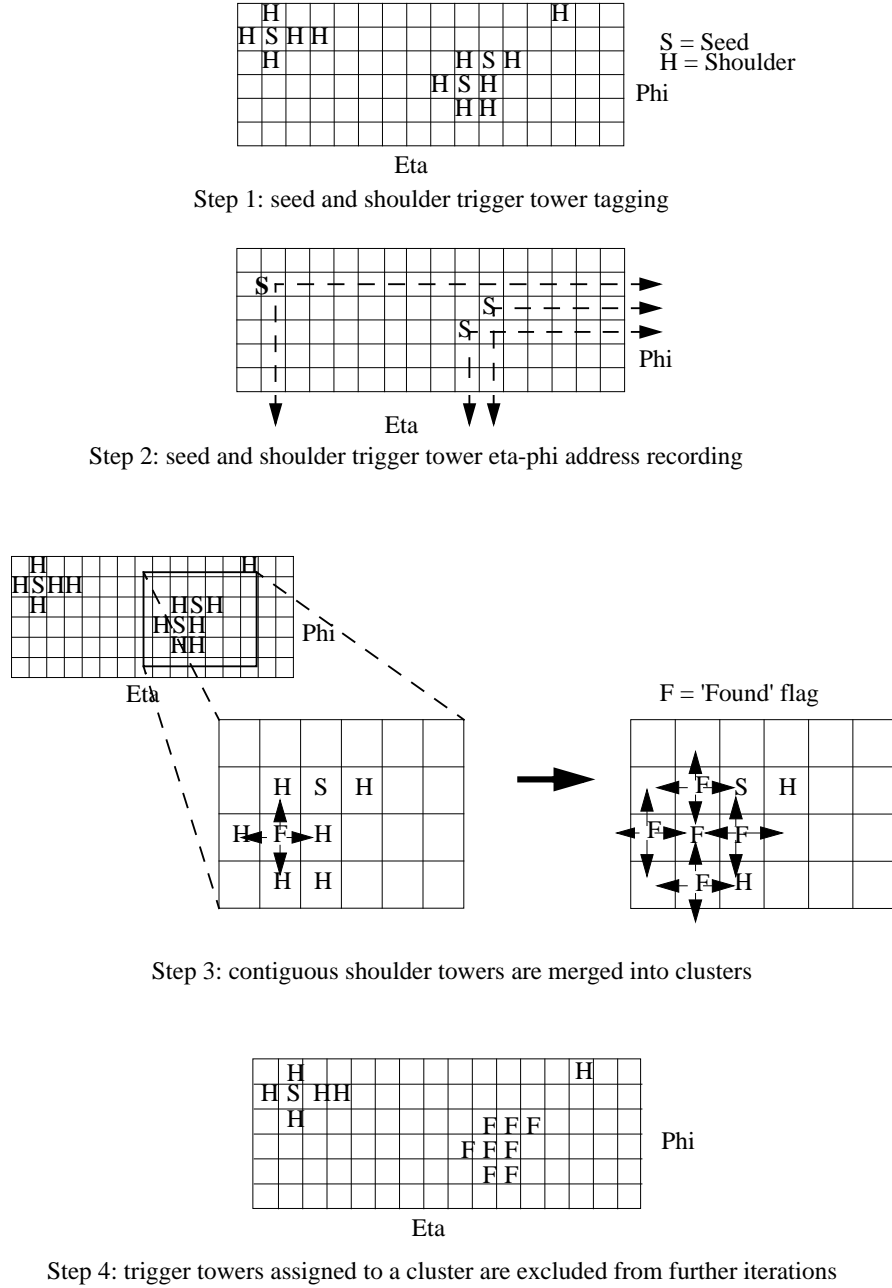 H H
H S H H
H H S H
H S H
H H
S = Seed
H = Shoulder
Phi
Eta
Step 1: seed and shoulder trigger tower tagging
S
S
S
Phi
Eta
Step 2: seed and shoulder trigger tower eta-phi address recording
H H
H S H H
H H S H
H S H
H H
Phi
Eta
F = 'Found' flag
H S H
H F H
H H
F S H
F F F
F H
Step 3: contiguous shoulder towers are merged into clusters
H H
H S H H
H F F F
F F F
F F
Phi
Eta
Step 4: trigger towers assigned to a cluster are excluded from further iterations